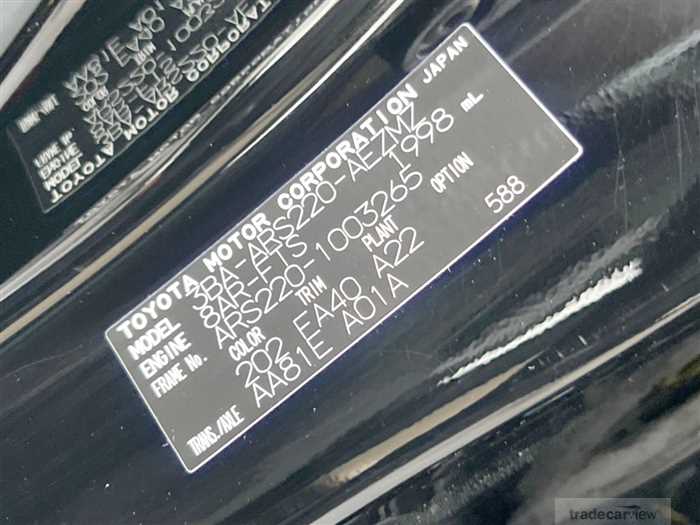 TOYOTA MOTOR CORPORATION JAPAN
MODEL 3BA-ARS220-AEZMZ
ENGINE 8AR-FTS 1998 mL
FRAME No. ARS220-1003265
COLOR TRIM PLANT OPTION
202 EA40 A22 588
TRANS./AXLE AA81E A01A
tradecarview